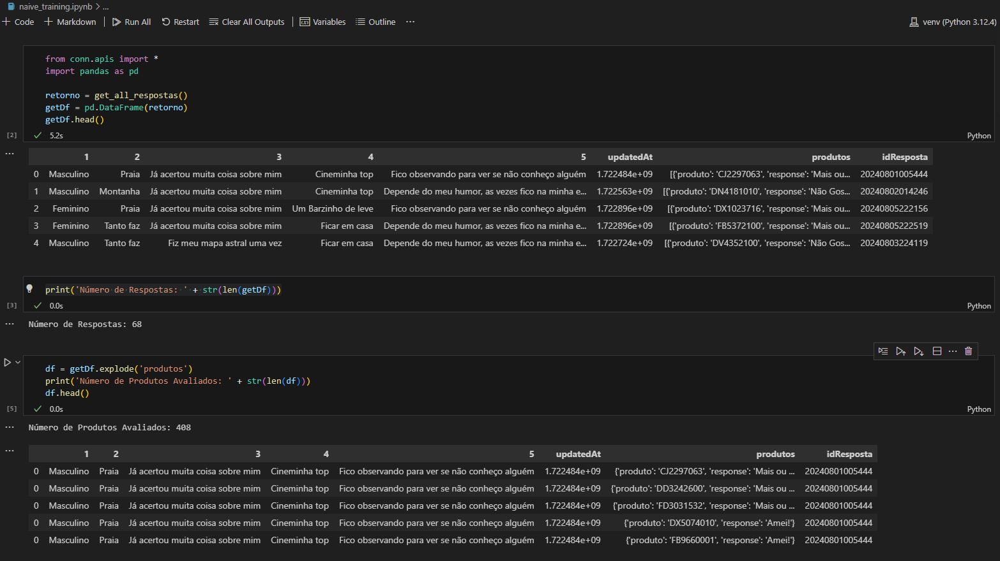 naive_training.ipynb > ...
+ Code + Markdown Run All Restart Clear All Outputs Variables Outline ... venv (Python 3.12.4)
from conn.apis import *
import pandas as pd
retorno = get_all_respostas()
getDf = pd.DataFrame(retorno)
getDf.head()
[2] ✓ 5.2s Python
1 2 3 4 5 updatedAt produtos idResposta
0 Masculino Praia Já acertou muita coisa sobre mim Cineminha top Fico observando para ver se não conheço alguém 1.722484e+09 [{'produto': 'CJ2297063', 'response': 'Mais ou... 20240801005444
1 Masculino Montanha Já acertou muita coisa sobre mim Cineminha top Depende do meu humor, as vezes fico na minha e... 1.722563e+09 [{'produto': 'DN4181010', 'response': 'Não Gos... 20240802014246
2 Feminino Praia Já acertou muita coisa sobre mim Um Barzinho de leve Fico observando para ver se não conheço alguém 1.722896e+09 [{'produto': 'DX1023716', 'response': 'Mais ou... 20240805222156
3 Feminino Tanto faz Já acertou muita coisa sobre mim Ficar em casa Depende do meu humor, as vezes fico na minha e... 1.722896e+09 [{'produto': 'FB5372100', 'response': 'Mais ou... 20240805222519
4 Masculino Tanto faz Fiz meu mapa astral uma vez Ficar em casa Depende do meu humor, as vezes fico na minha e... 1.722724e+09 [{'produto': 'DV4352100', 'response': 'Não Gos... 20240803224119
print('Número de Respostas: ' + str(len(getDf)))
[3] ✓ 0.0s Python
Número de Respostas: 68
df = getDf.explode('produtos')
print('Número de Produtos Avaliados: ' + str(len(df)))
df.head()
[5] ✓ 0.0s Python
Número de Produtos Avaliados: 408
1 2 3 4 5 updatedAt produtos idResposta
0 Masculino Praia Já acertou muita coisa sobre mim Cineminha top Fico observando para ver se não conheço alguém 1.722484e+09 {'produto': 'CJ2297063', 'response': 'Mais ou ... 20240801005444
0 Masculino Praia Já acertou muita coisa sobre mim Cineminha top Fico observando para ver se não conheço alguém 1.722484e+09 {'produto': 'DD3242600', 'response': 'Mais ou ... 20240801005444
0 Masculino Praia Já acertou muita coisa sobre mim Cineminha top Fico observando para ver se não conheço alguém 1.722484e+09 {'produto': 'FD3031532', 'response': 'Mais ou ... 20240801005444
0 Masculino Praia Já acertou muita coisa sobre mim Cineminha top Fico observando para ver se não conheço alguém 1.722484e+09 {'produto': 'DX5074010', 'response': 'Amei!'} 20240801005444
0 Masculino Praia Já acertou muita coisa sobre mim Cineminha top Fico observando para ver se não conheço alguém 1.722484e+09 {'produto': 'FB9660001', 'response': 'Amei!'} 20240801005444